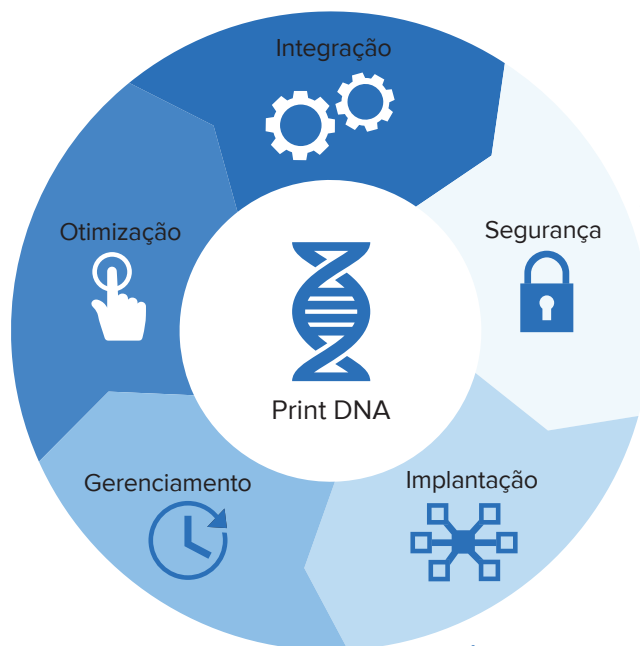 Integração
Segurança
Otimização
Print DNA
Gerenciamento
Implantação